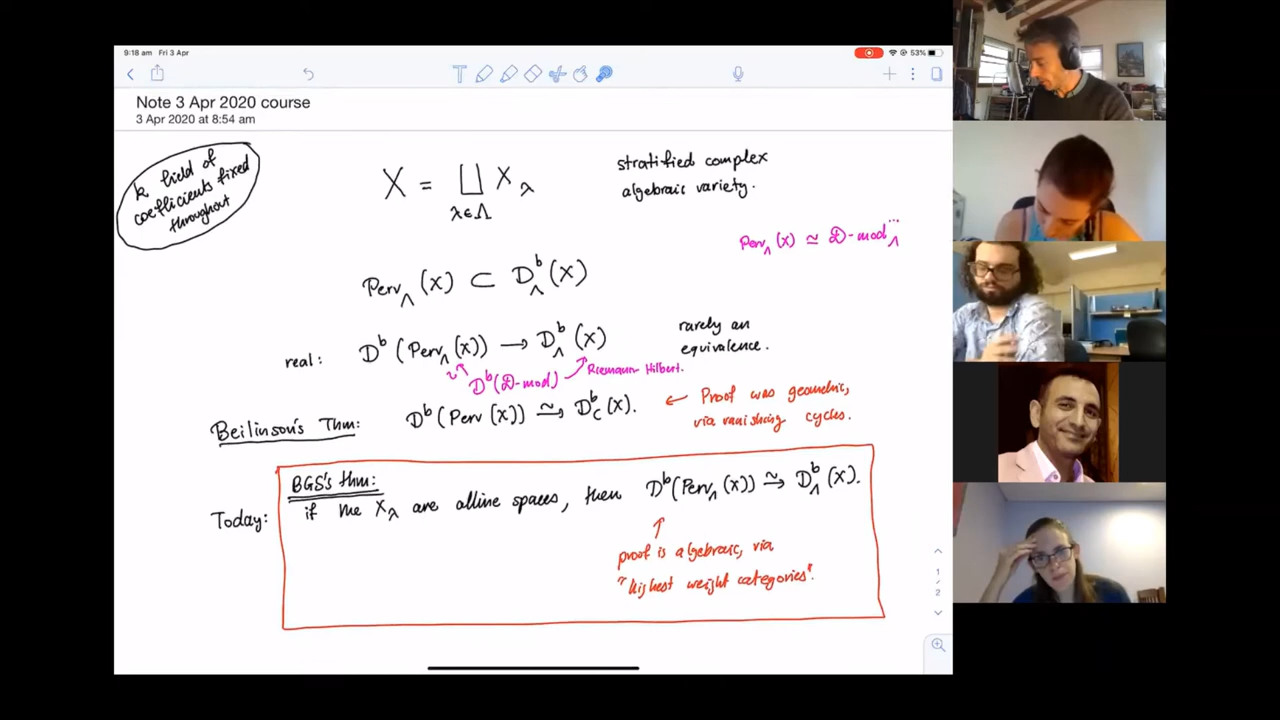 9:18 am Fri 3 Apr
53%
Note 3 Apr 2020 course
3 Apr 2020 at 8:54 am
k field of
coefficients fixed
throughout
X = ⨆ X_λ
λ∈Λ
stratified complex
algebraic variety.
Perv_Λ(X) ≃ 𝒟-mod_Λ^...
Perv_Λ(X) ⊂ D^b_Λ(X)
real: D^b(Perv_Λ(X)) → D^b_Λ(X)
rarely an
equivalence.
D^b(𝒟-mod) Riemann Hilbert.
Beilinson's Thm: D^b(Perv(X)) ≃→ D^b_c(X).
← Proof was geometric,
via vanishing cycles.
Today:
BGS's thm:
if the X_λ are affine spaces, then D^b(Perv_Λ(X)) ≃→ D^b_Λ(X).
↑
proof is algebraic, via
"highest weight categories".
1
/
2